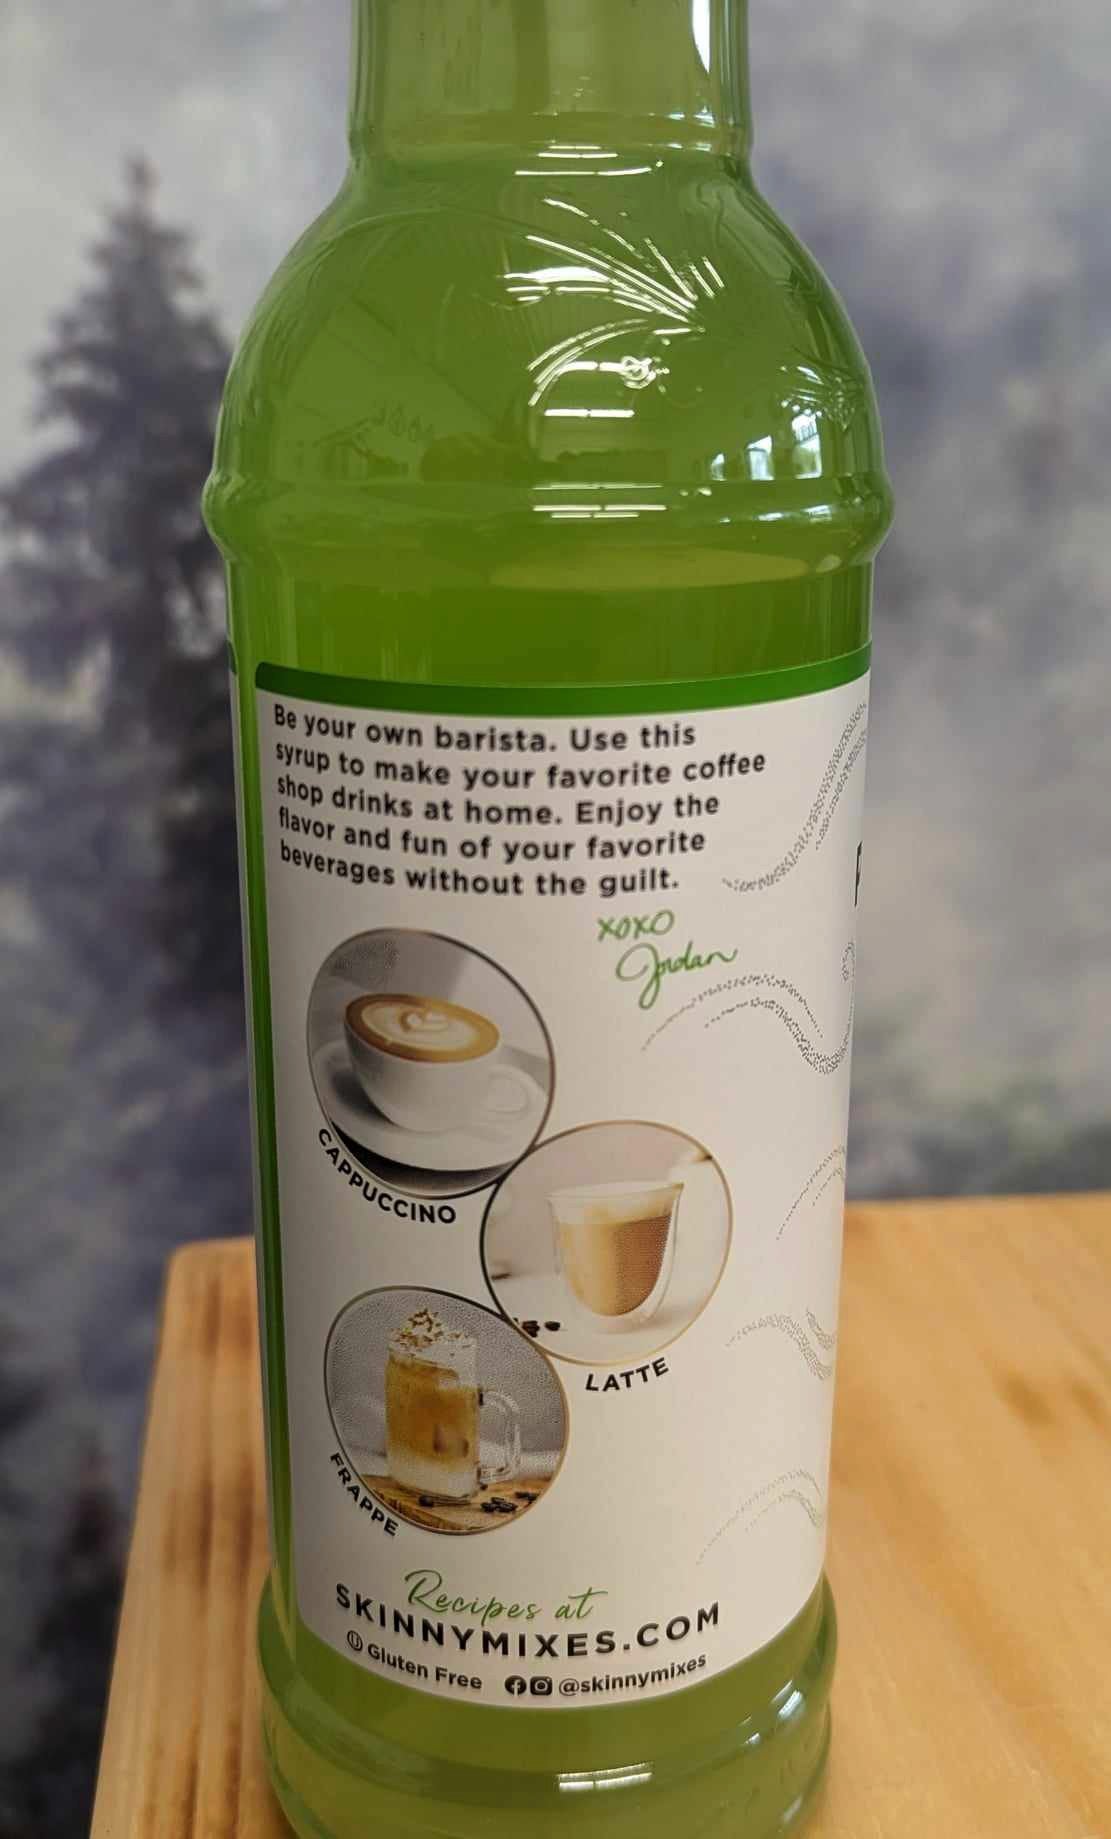 Be your own barista. Use this
syrup to make your favorite coffee
shop drinks at home. Enjoy the
flavor and fun of your favorite
beverages without the guilt.
xoxo
Jordan
CAPPUCCINO
LATTE
FRAPPE
Recipes at
SKINNYMIXES.COM
Ⓤ Gluten Free @skinnymixes